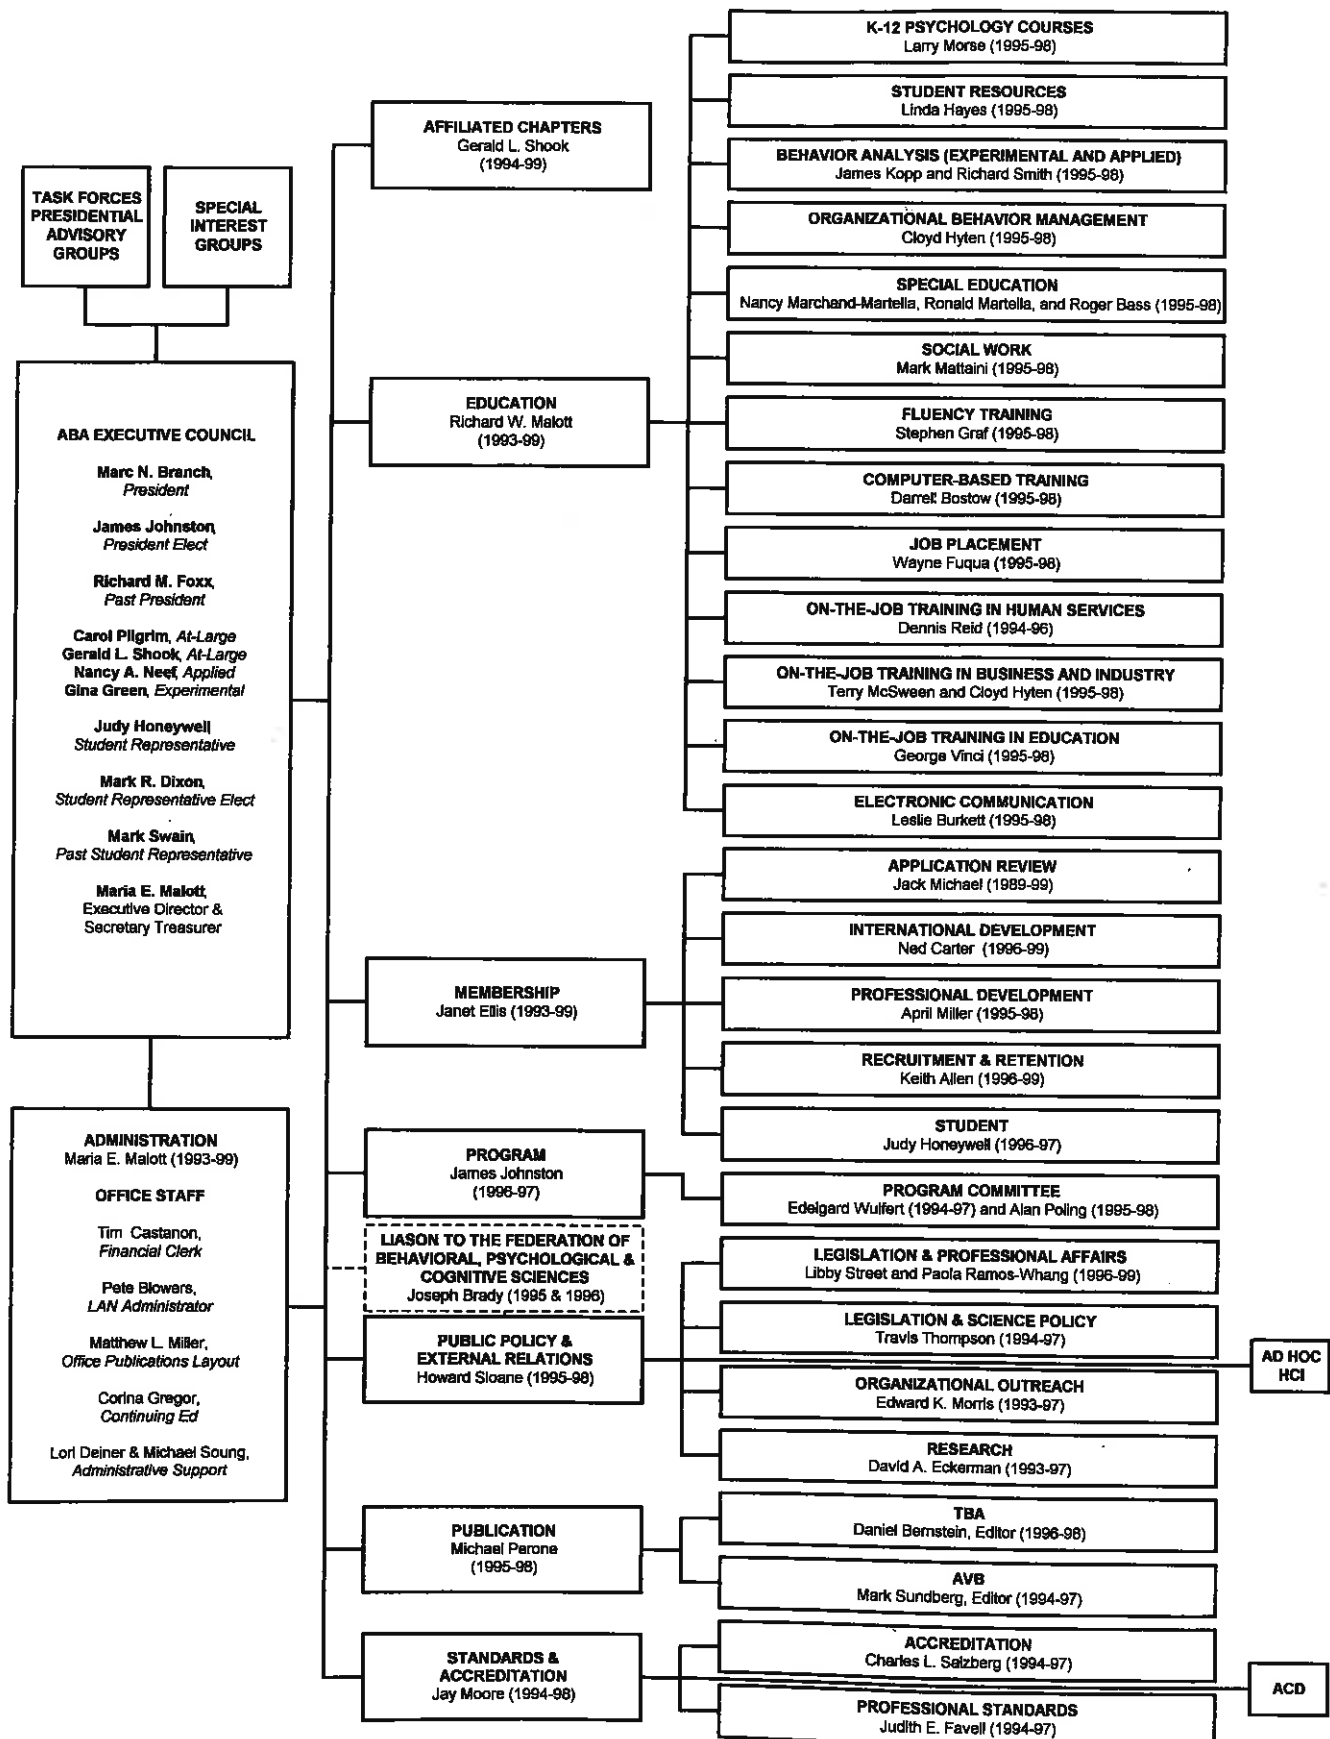 TASK FORCES
PRESIDENTIAL
ADVISORY
GROUPS
SPECIAL
INTEREST
GROUPS
ABA EXECUTIVE COUNCIL
Marc N. Branch,
President
James Johnston,
President Elect
Richard M. Foxx,
Past President
Carol Pilgrim, At-Large
Gerald L. Shook, At-Large
Nancy A. Neef, Applied
Gina Green, Experimental
Judy Honeywell
Student Representative
Mark R. Dixon,
Student Representative Elect
Mark Swain,
Past Student Representative
Maria E. Malott,
Executive Director &
Secretary Treasurer
ADMINISTRATION
Maria E. Malott (1993-99)
OFFICE STAFF
Tim Castanon,
Financial Clerk
Pete Blowers,
LAN Administrator
Matthew L. Miller,
Office Publications Layout
Corina Gregor,
Continuing Ed
Lori Deiner & Michael Soung,
Administrative Support
AFFILIATED CHAPTERS
Gerald L. Shook
(1994-99)
EDUCATION
Richard W. Malott
(1993-99)
K-12 PSYCHOLOGY COURSES
Larry Morse (1995-98)
STUDENT RESOURCES
Linda Hayes (1995-98)
BEHAVIOR ANALYSIS (EXPERIMENTAL AND APPLIED)
James Kopp and Richard Smith (1995-98)
ORGANIZATIONAL BEHAVIOR MANAGEMENT
Cloyd Hyten (1995-98)
SPECIAL EDUCATION
Nancy Marchand-Martella, Ronald Martella, and Roger Bass (1995-98)
SOCIAL WORK
Mark Mattaini (1995-98)
FLUENCY TRAINING
Stephen Graf (1995-98)
COMPUTER-BASED TRAINING
Darrell Bostow (1995-98)
JOB PLACEMENT
Wayne Fuqua (1995-98)
ON-THE-JOB TRAINING IN HUMAN SERVICES
Dennis Reid (1994-96)
ON-THE-JOB TRAINING IN BUSINESS AND INDUSTRY
Terry McSween and Cloyd Hyten (1995-98)
ON-THE-JOB TRAINING IN EDUCATION
George Vinci (1995-98)
ELECTRONIC COMMUNICATION
Leslie Burkett (1995-98)
MEMBERSHIP
Janet Ellis (1993-99)
APPLICATION REVIEW
Jack Michael (1989-99)
INTERNATIONAL DEVELOPMENT
Ned Carter (1996-99)
PROFESSIONAL DEVELOPMENT
April Miller (1995-98)
RECRUITMENT & RETENTION
Keith Allen (1996-99)
STUDENT
Judy Honeywell (1996-97)
PROGRAM
James Johnston
(1996-97)
PROGRAM COMMITTEE
Edelgard Wulfert (1994-97) and Alan Poling (1995-98)
LIASON TO THE FEDERATION OF
BEHAVIORAL, PSYCHOLOGICAL &
COGNITIVE SCIENCES
Joseph Brady (1995 & 1996)
PUBLIC POLICY &
EXTERNAL RELATIONS
Howard Sloane (1995-98)
LEGISLATION & PROFESSIONAL AFFAIRS
Libby Street and Paola Ramos-Whang (1996-99)
LEGISLATION & SCIENCE POLICY
Travis Thompson (1994-97)
ORGANIZATIONAL OUTREACH
Edward K. Morris (1993-97)
RESEARCH
David A. Eckerman (1993-97)
AD HOC
HCI
PUBLICATION
Michael Perone
(1995-98)
TBA
Daniel Bernstein, Editor (1996-98)
AVB
Mark Sundberg, Editor (1994-97)
STANDARDS &
ACCREDITATION
Jay Moore (1994-98)
ACCREDITATION
Charles L. Salzberg (1994-97)
PROFESSIONAL STANDARDS
Judith E. Favell (1994-97)
ACD